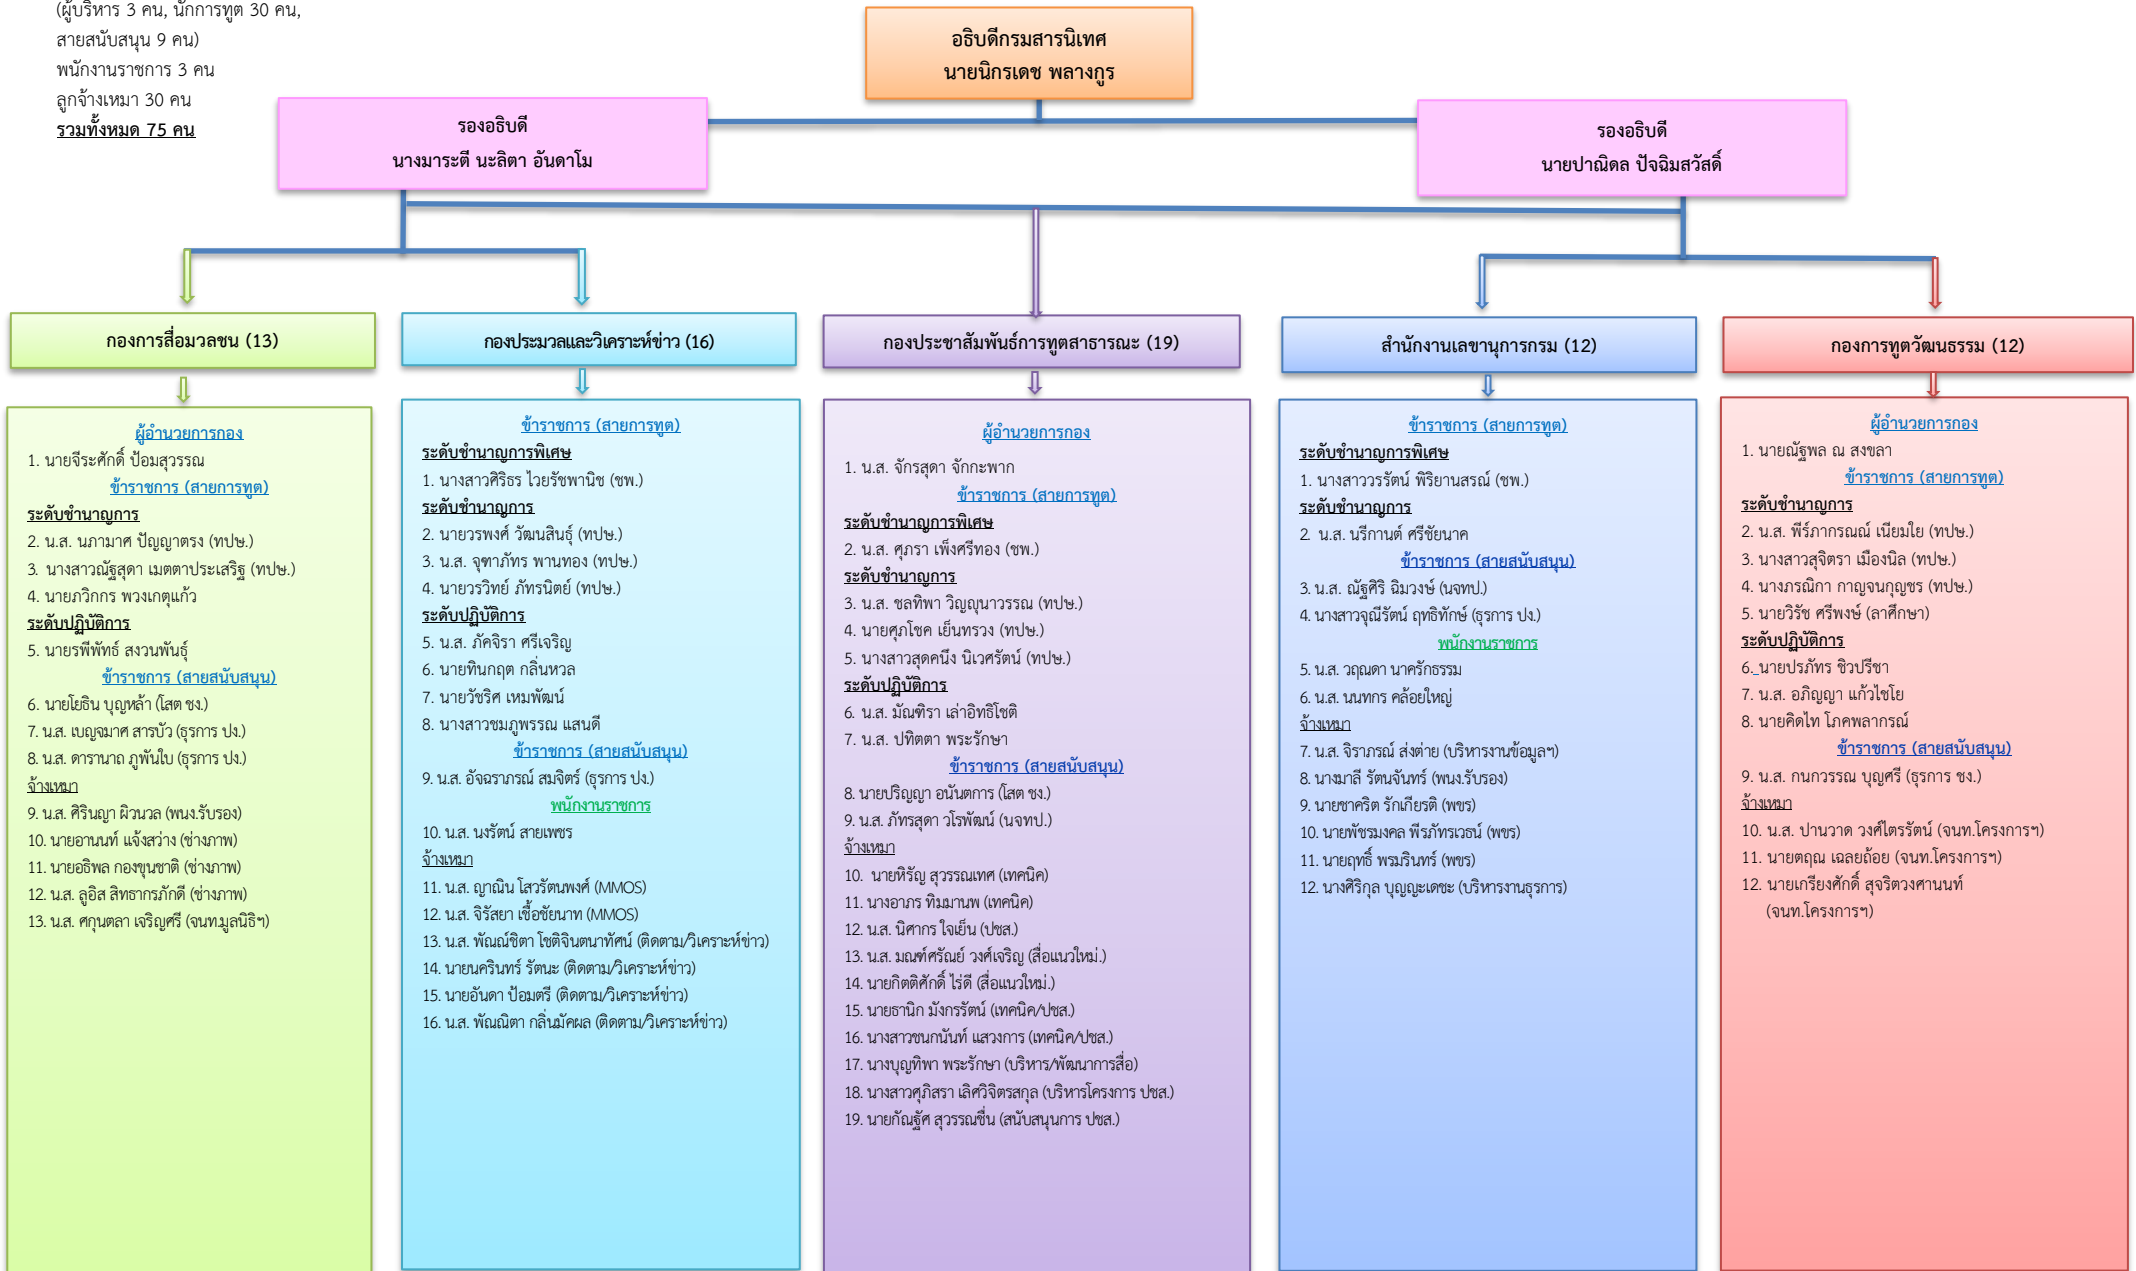 (ผู้บริหาร 3 คน, นักการทูต 30 คน,
สายสนับสนุน 9 คน)
พนักงานราชการ 3 คน
ลูกจ้างเหมา 30 คน
รวมทั้งหมด 75 คน
อธิบดีกรมสารนิเทศ
นายนิกรเดช พลางกูร
รองอธิบดี
นางมาระตี นะลิตา อันดาโม
รองอธิบดี
นายปาณิดล ปัจฉิมสวัสดิ์
กองการสื่อมวลชน (13)
ผู้อำนวยการกอง
1. นายจีระศักดิ์ ป้อมสุวรรณ
ข้าราชการ (สายการทูต)
ระดับชำนาญการ
2. น.ส. นภามาศ ปัญญาตรง (ทปษ.)
3. นางสาวณัฐสุดา เมตตาประเสริฐ (ทปษ.)
4. นายภวิกกร พวงเกตุแก้ว
ระดับปฏิบัติการ
5. นายรพีพัทธ์ สงวนพันธุ์
ข้าราชการ (สายสนับสนุน)
6. นายโยธิน บุญหล้า (โสต ชง.)
7. น.ส. เบญจมาศ สารบัว (ธุรการ ปง.)
8. น.ส. ดารานาถ ภูพันใบ (ธุรการ ปง.)
จ้างเหมา
9. น.ส. ศิรินญา ผิวนวล (พนง.รับรอง)
10. นายอานนท์ แจ้งสว่าง (ช่างภาพ)
11. นายอธิพล กองขุนชาติ (ช่างภาพ)
12. น.ส. ลูอิส สิทธากรภักดี (ช่างภาพ)
13. น.ส. ศกุนตลา เจริญศรี (จนท.มูลนิธิฯ)
กองประมวลและวิเคราะห์ข่าว (16)
ข้าราชการ (สายการทูต)
ระดับชำนาญการพิเศษ
1. นางสาวศิริธร ไวยรัชพานิช (ชพ.)
ระดับชำนาญการ
2. นายวรพงศ์ วัฒนสินธุ์ (ทปษ.)
3. น.ส. จุฑาภัทร พานทอง (ทปษ.)
4. นายวรวิทย์ ภัทรนิตย์ (ทปษ.)
ระดับปฏิบัติการ
5. น.ส. ภัคจิรา ศรีเจริญ
6. นายทินกฤต กลิ่นหวล
7. นายวัชริศ เหมพัฒน์
8. นางสาวชมภูพรรณ แสนดี
ข้าราชการ (สายสนับสนุน)
9. น.ส. อัจฉราภรณ์ สมจิตร์ (ธุรการ ปง.)
พนักงานราชการ
10. น.ส. นงรัตน์ สายเพชร
จ้างเหมา
11. น.ส. ญาณิน โสวรัตนพงศ์ (MMOS)
12. น.ส. จิรัสยา เชื้อชัยนาท (MMOS)
13. น.ส. พัณณ์ชิตา โชติจินตนาทัศน์ (ติดตาม/วิเคราะห์ข่าว)
14. นายนครินทร์ รัตนะ (ติดตาม/วิเคราะห์ข่าว)
15. นายอันดา ป้อมตรี (ติดตาม/วิเคราะห์ข่าว)
16. น.ส. พัณณิตา กลิ่นมัคผล (ติดตาม/วิเคราะห์ข่าว)
กองประชาสัมพันธ์การทูตสาธารณะ (19)
ผู้อำนวยการกอง
1. น.ส. จักรสุดา จักกะพาก
ข้าราชการ (สายการทูต)
ระดับชำนาญการพิเศษ
2. น.ส. ศุภรา เพ็งศรีทอง (ชพ.)
ระดับชำนาญการ
3. น.ส. ชลทิพา วิญญุนาวรรณ (ทปษ.)
4. นายศุภโชค เย็นทรวง (ทปษ.)
5. นางสาวสุดคนึง นิเวศรัตน์ (ทปษ.)
ระดับปฏิบัติการ
6. น.ส. มัณฑิรา เล่าอิทธิโชติ
7. น.ส. ปทิตตา พระรักษา
ข้าราชการ (สายสนับสนุน)
8. นายปริญญา อนันตการ (โสต ชง.)
9. น.ส. ภัทรสุดา วโรพัฒน์ (นจทป.)
จ้างเหมา
10. นายหิรัญ สุวรรณเทศ (เทคนิค)
11. นางอาภร ทิมมานพ (เทคนิค)
12. น.ส. นิศากร ใจเย็น (ปชส.)
13. น.ส. มณฑ์ศรัณย์ วงศ์เจริญ (สื่อแนวใหม่.)
14. นายกิตติศักดิ์ ไร่ดี (สื่อแนวใหม่.)
15. นายธานิก มังกรรัตน์ (เทคนิค/ปชส.)
16. นางสาวชนกนันท์ แสวงการ (เทคนิค/ปชส.)
17. นางบุญทิพา พระรักษา (บริหาร/พัฒนาการสื่อ)
18. นางสาวศุภิสรา เลิศวิจิตรสกุล (บริหารโครงการ ปชส.)
19. นายกัณฐัศ สุวรรณชื่น (สนับสนุนการ ปชส.)
สำนักงานเลขานุการกรม (12)
ข้าราชการ (สายการทูต)
ระดับชำนาญการพิเศษ
1. นางสาววรรัตน์ พิริยานสรณ์ (ชพ.)
ระดับชำนาญการ
2. น.ส. นรีกานต์ ศรีชัยนาค
ข้าราชการ (สายสนับสนุน)
3. น.ส. ณัฐศิริ ฉิมวงษ์ (นจทป.)
4. นางสาวจุณีรัตน์ ฤทธิทักษ์ (ธุรการ ปง.)
พนักงานราชการ
5. น.ส. วฤณดา นาครักธรรม
6. น.ส. นนทกร คล้อยใหญ่
จ้างเหมา
7. น.ส. จิราภรณ์ ส่งต่าย (บริหารงานข้อมูลฯ)
8. นางมาลี รัตนจันทร์ (พนง.รับรอง)
9. นายชาคริต รักเกียรติ (พขร)
10. นายพัชรมงคล พีรภัทรเวธน์ (พขร)
11. นายฤทธิ์ พรมรินทร์ (พขร)
12. นางศิริกุล บุญญะเดชะ (บริหารงานธุรการ)
กองการทูตวัฒนธรรม (12)
ผู้อำนวยการกอง
1. นายณัฐพล ณ สงขลา
ข้าราชการ (สายการทูต)
ระดับชำนาญการ
2. น.ส. พีร์ภากรณณ์ เนียมใย (ทปษ.)
3. นางสาวสุจิตรา เมืองนิล (ทปษ.)
4. นางภรณิกา กาญจนกุญชร (ทปษ.)
5. นายวิรัช ศรีพงษ์ (ลาศึกษา)
ระดับปฏิบัติการ
6. นายปรภัทร ชิวปรีชา
7. น.ส. อภิญญา แก้วไชโย
8. นายคิดไท โภคพลากรณ์
ข้าราชการ (สายสนับสนุน)
9. น.ส. กนกวรรณ บุญศรี (ธุรการ ชง.)
จ้างเหมา
10. น.ส. ปานวาด วงศ์ไตรรัตน์ (จนท.โครงการฯ)
11. นายตฤณ เฉลยถ้อย (จนท.โครงการฯ)
12. นายเกรียงศักดิ์ สุจริตวงศานนท์
(จนท.โครงการฯ)